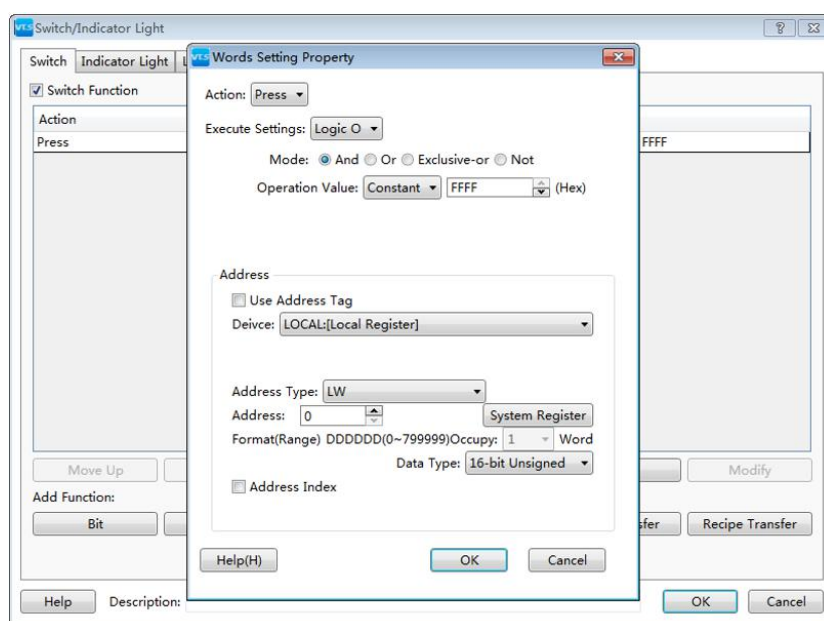 VT.S Switch/Indicator Light
Switch Indicator Light L
Switch Function
Action
Press FFFF
VT.S Words Setting Property
Action: Press
Execute Settings: Logic O
Mode: And Or Exclusive-or Not
Operation Value: Constant FFFF (Hex)
Address
Use Address Tag
Deivce: LOCAL:[Local Register]
Address Type: LW
Address: 0 System Register
Format(Range) DDDDDD(0~799999)Occupy: 1 Word
Data Type: 16-bit Unsigned
Address Index
Help(H) OK Cancel
Move Up Modify
Add Function:
Bit sfer Recipe Transfer
Help Description: OK Cancel